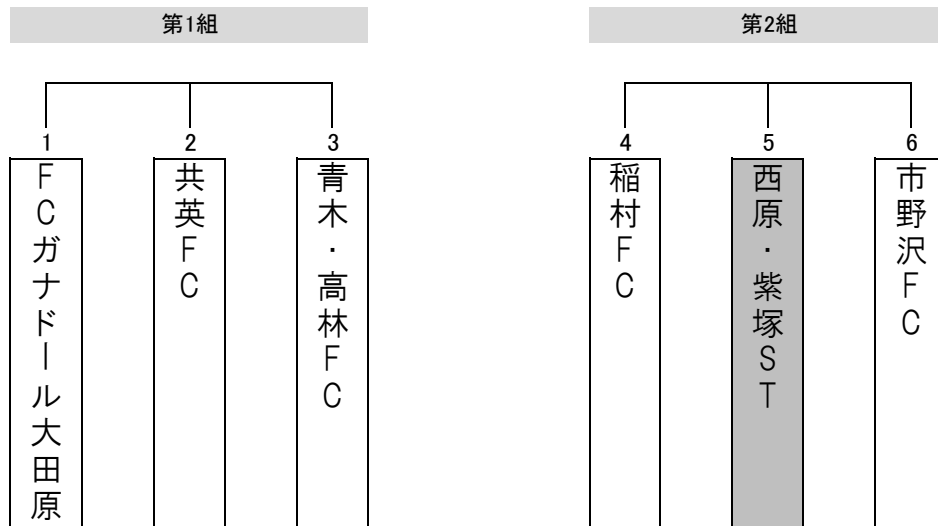 第1組
第2組
1
2
3
4
5
6
FCガナドール大田原
共英FC
青木・高林FC
稲村FC
西原・紫塚ST
市野沢FC